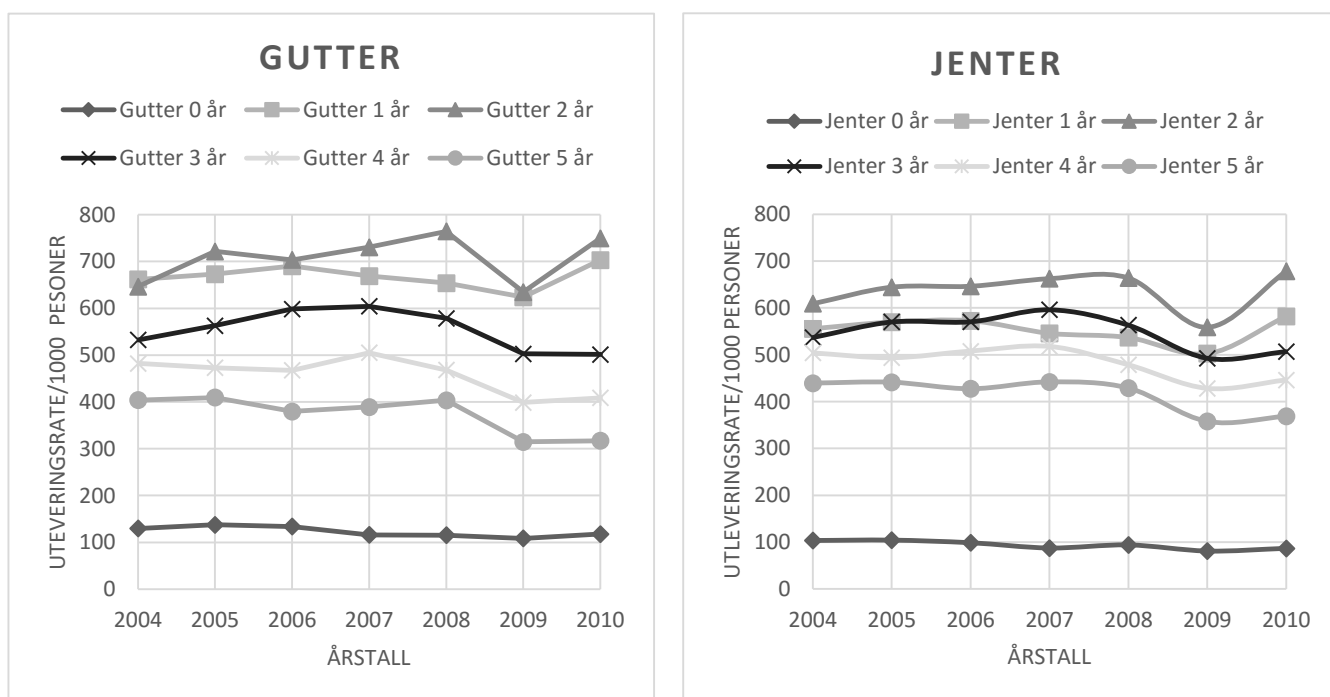 GUTTER
Gutter 0 år Gutter 1 år Gutter 2 år
Gutter 3 år Gutter 4 år Gutter 5 år
UTEVERINGSRATE/1000 PESONER
800
700
600
500
400
300
200
100
0
2004 2005 2006 2007 2008 2009 2010
ÅRSTALL
JENTER
Jenter 0 år Jenter 1 år Jenter 2 år
Jenter 3 år Jenter 4 år Jenter 5 år
UTLEVERINGSRATE/1000 PERSONER
800
700
600
500
400
300
200
100
0
2004 2005 2006 2007 2008 2009 2010
ÅRSTALL